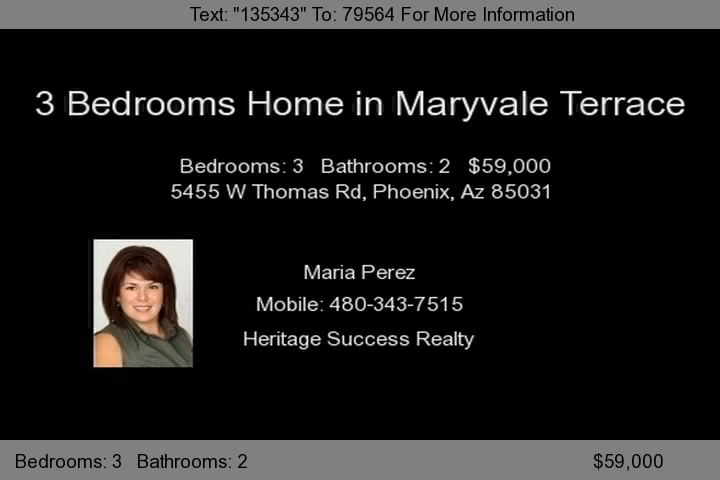 Text: "135343" To: 79564 For More Information
3 Bedrooms Home in Maryvale Terrace
Bedrooms: 3 Bathrooms: 2 $59,000
5455 W Thomas Rd, Phoenix, Az 85031
Maria Perez
Mobile: 480-343-7515
Heritage Success Realty
Bedrooms: 3 Bathrooms: 2 $59,000